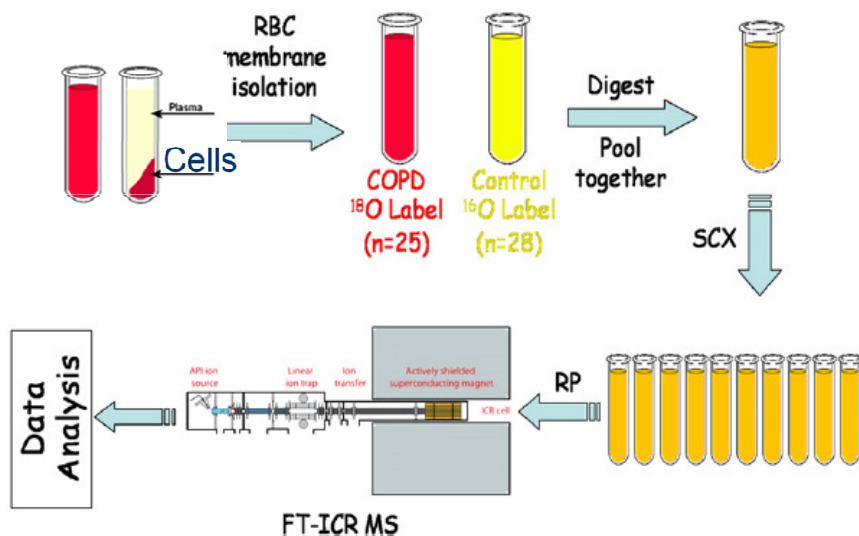 RBC
membrane
isolation
Plasma
Cells
COPD
¹⁸O Label
(n=25)
Control
¹⁶O Label
(n=28)
Digest
Pool
together
SCX
RP
API ion
source
Linear
ion trap
Ion
transfer
Actively shielded
superconducting magnet
ICR cell
FT-ICR MS
Data
Analysis